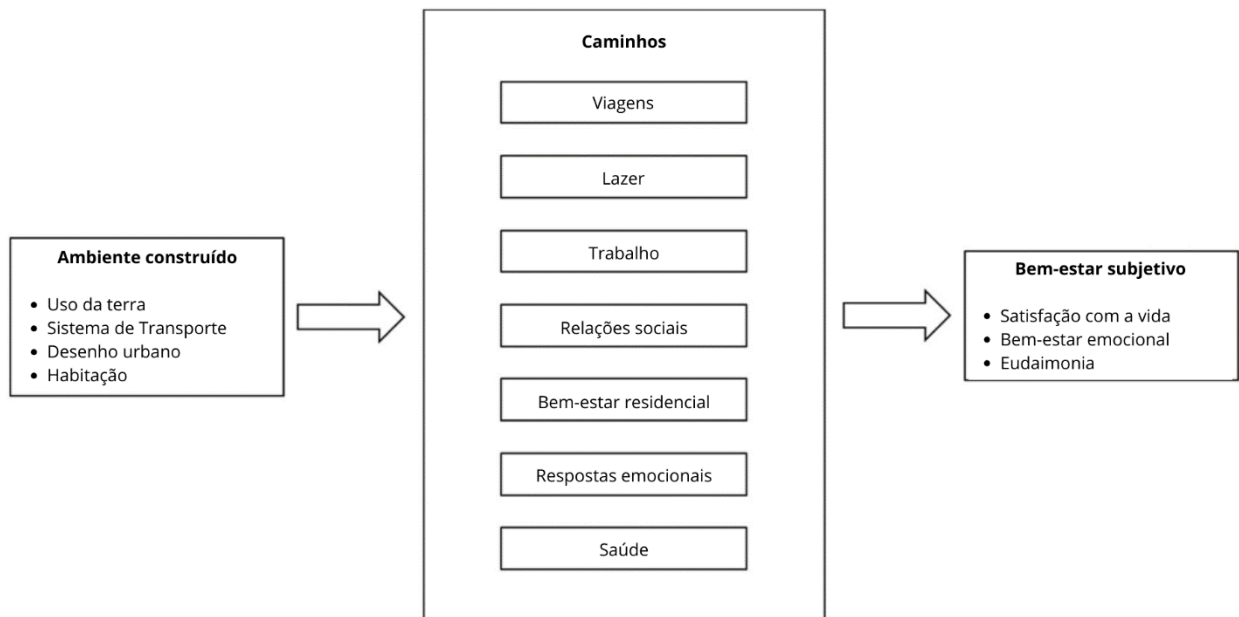 Caminhos
Viagens
Lazer
Trabalho
Relações sociais
Bem-estar residencial
Respostas emocionais
Saúde
Ambiente construído
• Uso da terra
• Sistema de Transporte
• Desenho urbano
• Habitação
Bem-estar subjetivo
• Satisfação com a vida
• Bem-estar emocional
• Eudaimonia